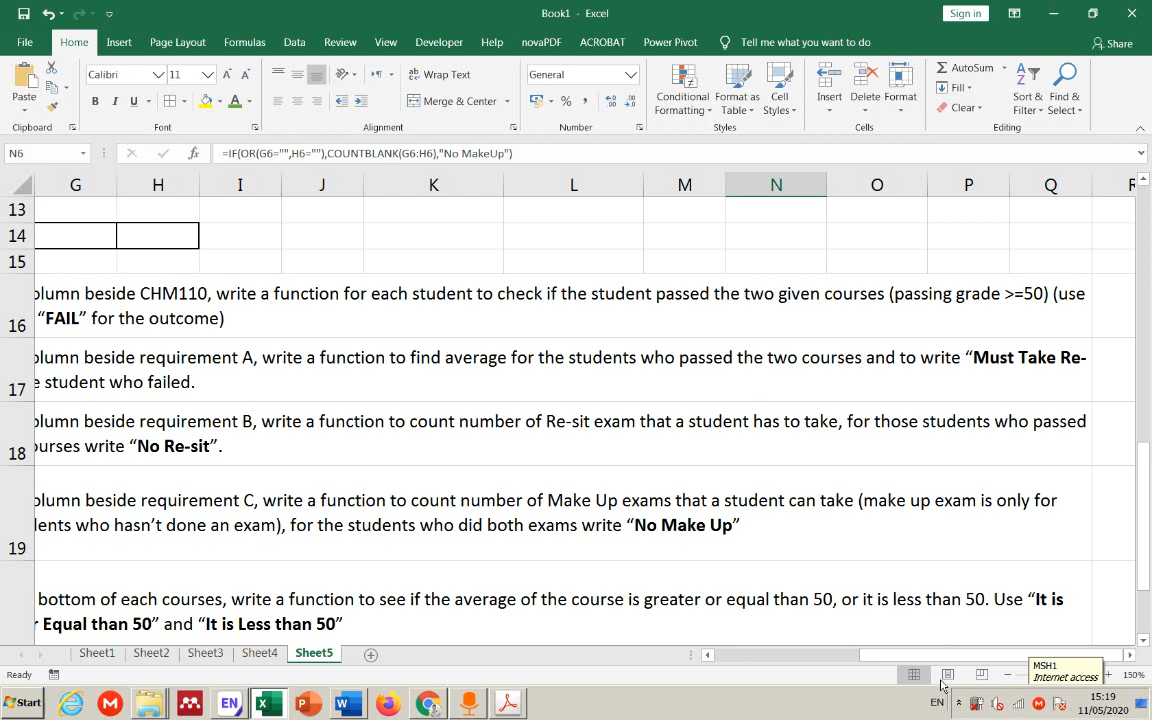 Book1 - Excel
Sign in
File Home Insert Page Layout Formulas Data Review View Developer Help novaPDF ACROBAT Power Pivot Tell me what you want to do Share
Calibri 11 Wrap Text General AutoSum
Paste Conditional Format as Cell Insert Delete Format Fill Sort & Find &
B I U A Merge & Center % , Formatting Table Styles Clear Filter Select
Clipboard Font Alignment Number Styles Cells Editing
N6 fx =IF(OR(G6="",H6=""),COUNTBLANK(G6:H6),"No MakeUp")
G H I J K L M N O P Q R
13
14
15
olumn beside CHM110, write a function for each student to check if the student passed the two given courses (passing grade >=50) (use
16 “FAIL” for the outcome)
olumn beside requirement A, write a function to find average for the students who passed the two courses and to write “Must Take Re-
17 e student who failed.
olumn beside requirement B, write a function to count number of Re-sit exam that a student has to take, for those students who passed
18 ourses write “No Re-sit”.
olumn beside requirement C, write a function to count number of Make Up exams that a student can take (make up exam is only for
lents who hasn’t done an exam), for the students who did both exams write “No Make Up”
19
bottom of each courses, write a function to see if the average of the course is greater or equal than 50, or it is less than 50. Use “It is
r Equal than 50” and “It is Less than 50”
Sheet1 Sheet2 Sheet3 Sheet4 Sheet5
Ready MSH1 150%
Internet access
Start EN EN 15:19
11/05/2020